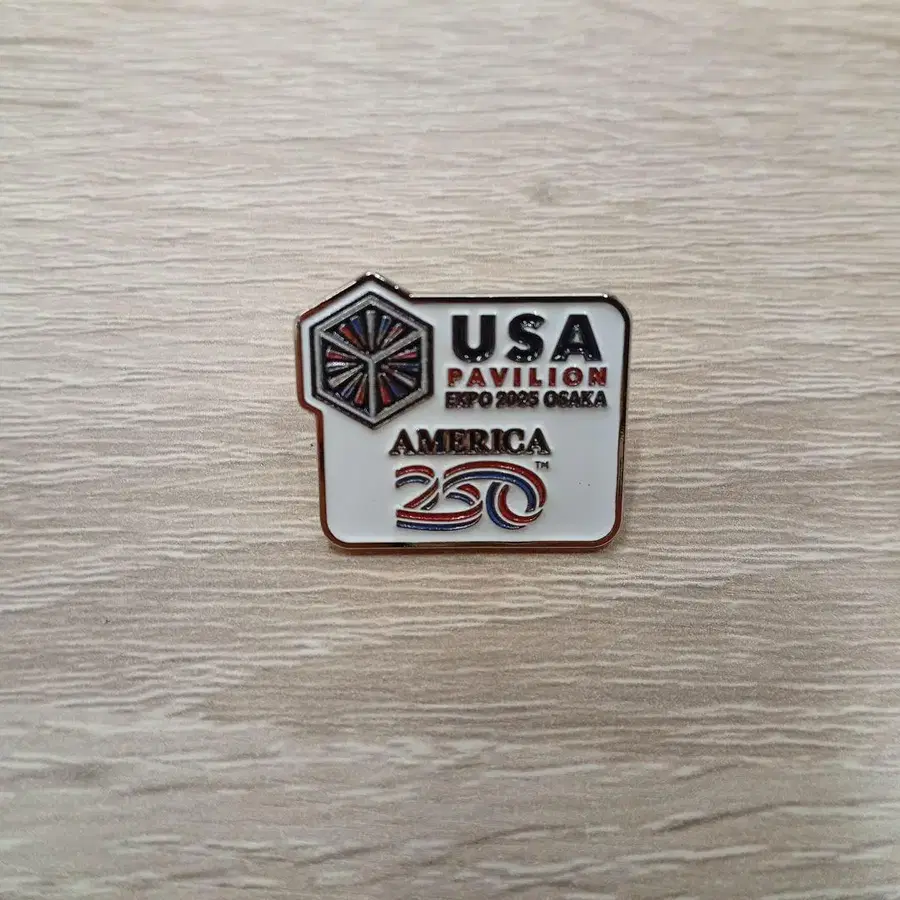 USA
PAVILION
EXPO 2025 OSAKA
AMERICA
250™